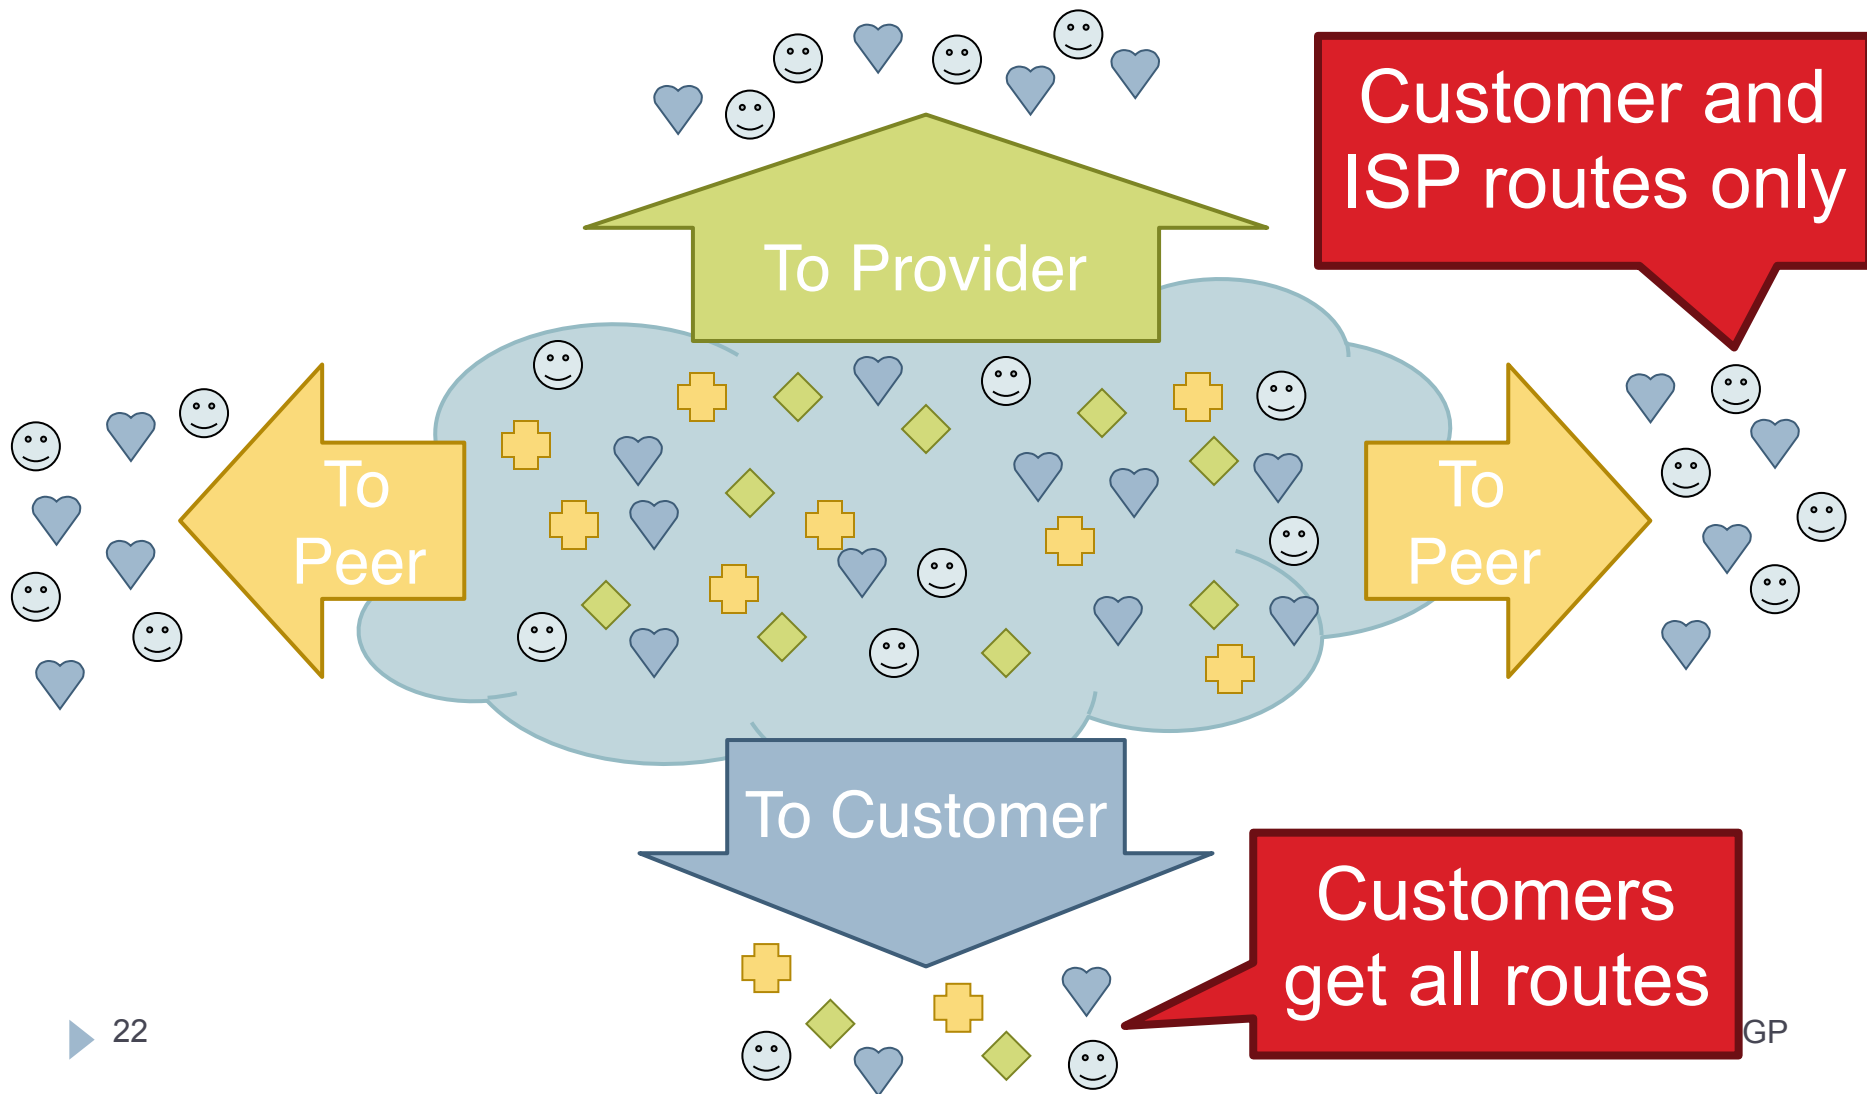 Customer and
ISP routes only
To Provider
To
Peer
To
Peer
To Customer
Customers
get all routes
22
GP